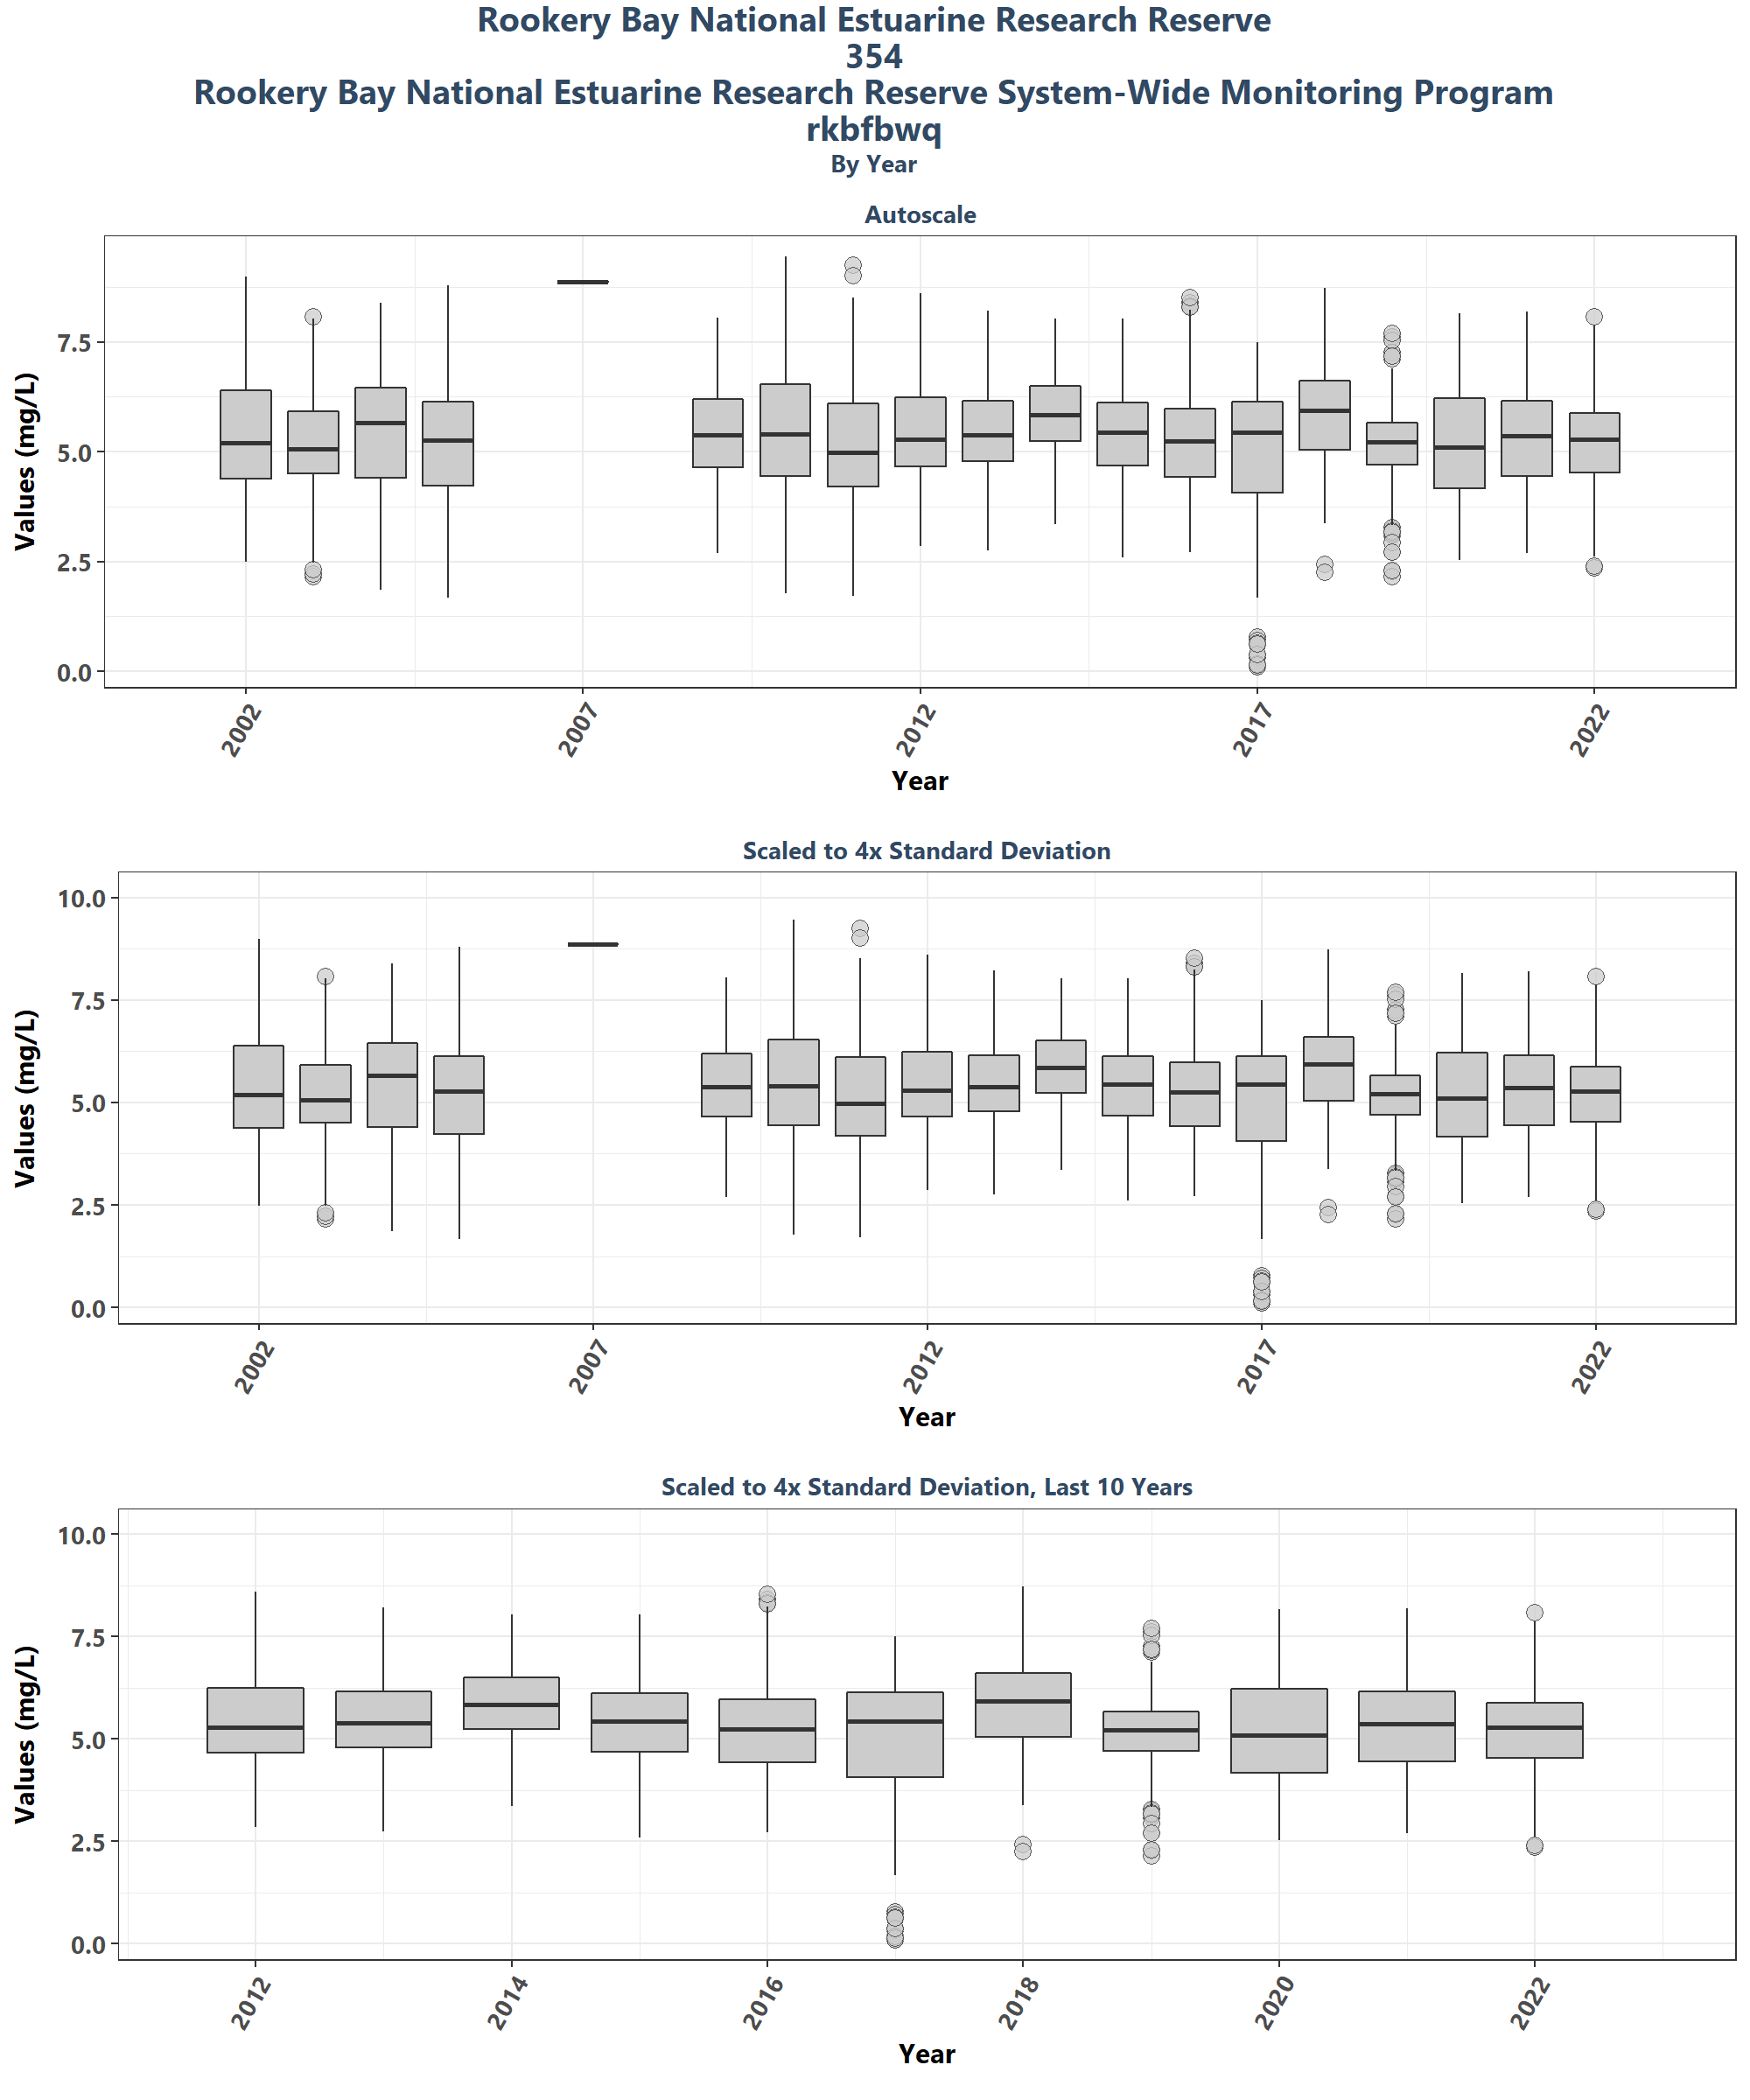 Rookery Bay National Estuarine Research Reserve
354
Rookery Bay National Estuarine Research Reserve System-Wide Monitoring Program
rkbfbwq
By Year
Autoscale
Values (mg/L)
7.5
5.0
2.5
0.0
2002
2007
2012
2017
2022
Year
Scaled to 4x Standard Deviation
Values (mg/L)
10.0
7.5
5.0
2.5
0.0
2002
2007
2012
2017
2022
Year
Scaled to 4x Standard Deviation, Last 10 Years
Values (mg/L)
10.0
7.5
5.0
2.5
0.0
2012
2014
2016
2018
2020
2022
Year